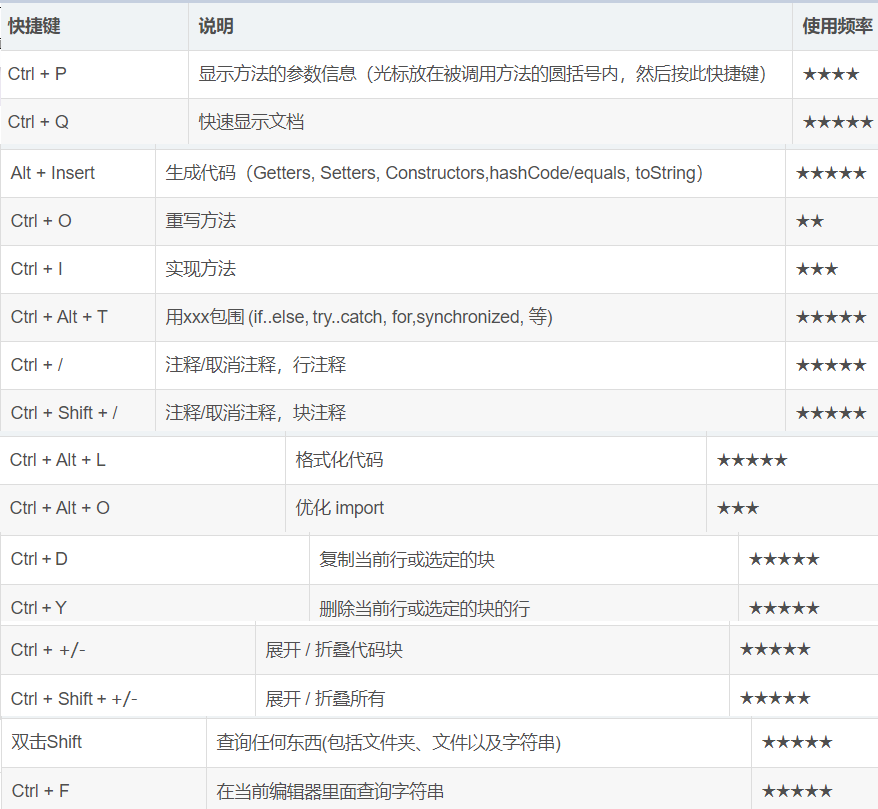 快捷键 说明 使用频率
Ctrl + P 显示方法的参数信息（光标放在被调用方法的圆括号内，然后按此快捷键） ★★★★
Ctrl + Q 快速显示文档 ★★★★★
Alt + Insert 生成代码（Getters, Setters, Constructors,hashCode/equals, toString） ★★★★★
Ctrl + O 重写方法 ★★
Ctrl + I 实现方法 ★★★
Ctrl + Alt + T 用xxx包围 (if..else, try..catch, for,synchronized, 等) ★★★★★
Ctrl + / 注释/取消注释，行注释 ★★★★★
Ctrl + Shift + / 注释/取消注释，块注释 ★★★★★
Ctrl + Alt + L 格式化代码 ★★★★★
Ctrl + Alt + O 优化 import ★★★
Ctrl + D 复制当前行或选定的块 ★★★★★
Ctrl + Y 删除当前行或选定的块的行 ★★★★★
Ctrl + +/- 展开 / 折叠代码块 ★★★★★
Ctrl + Shift + +/- 展开 / 折叠所有 ★★★★★
双击Shift 查询任何东西(包括文件夹、文件以及字符串) ★★★★★
Ctrl + F 在当前编辑器里面查询字符串 ★★★★★